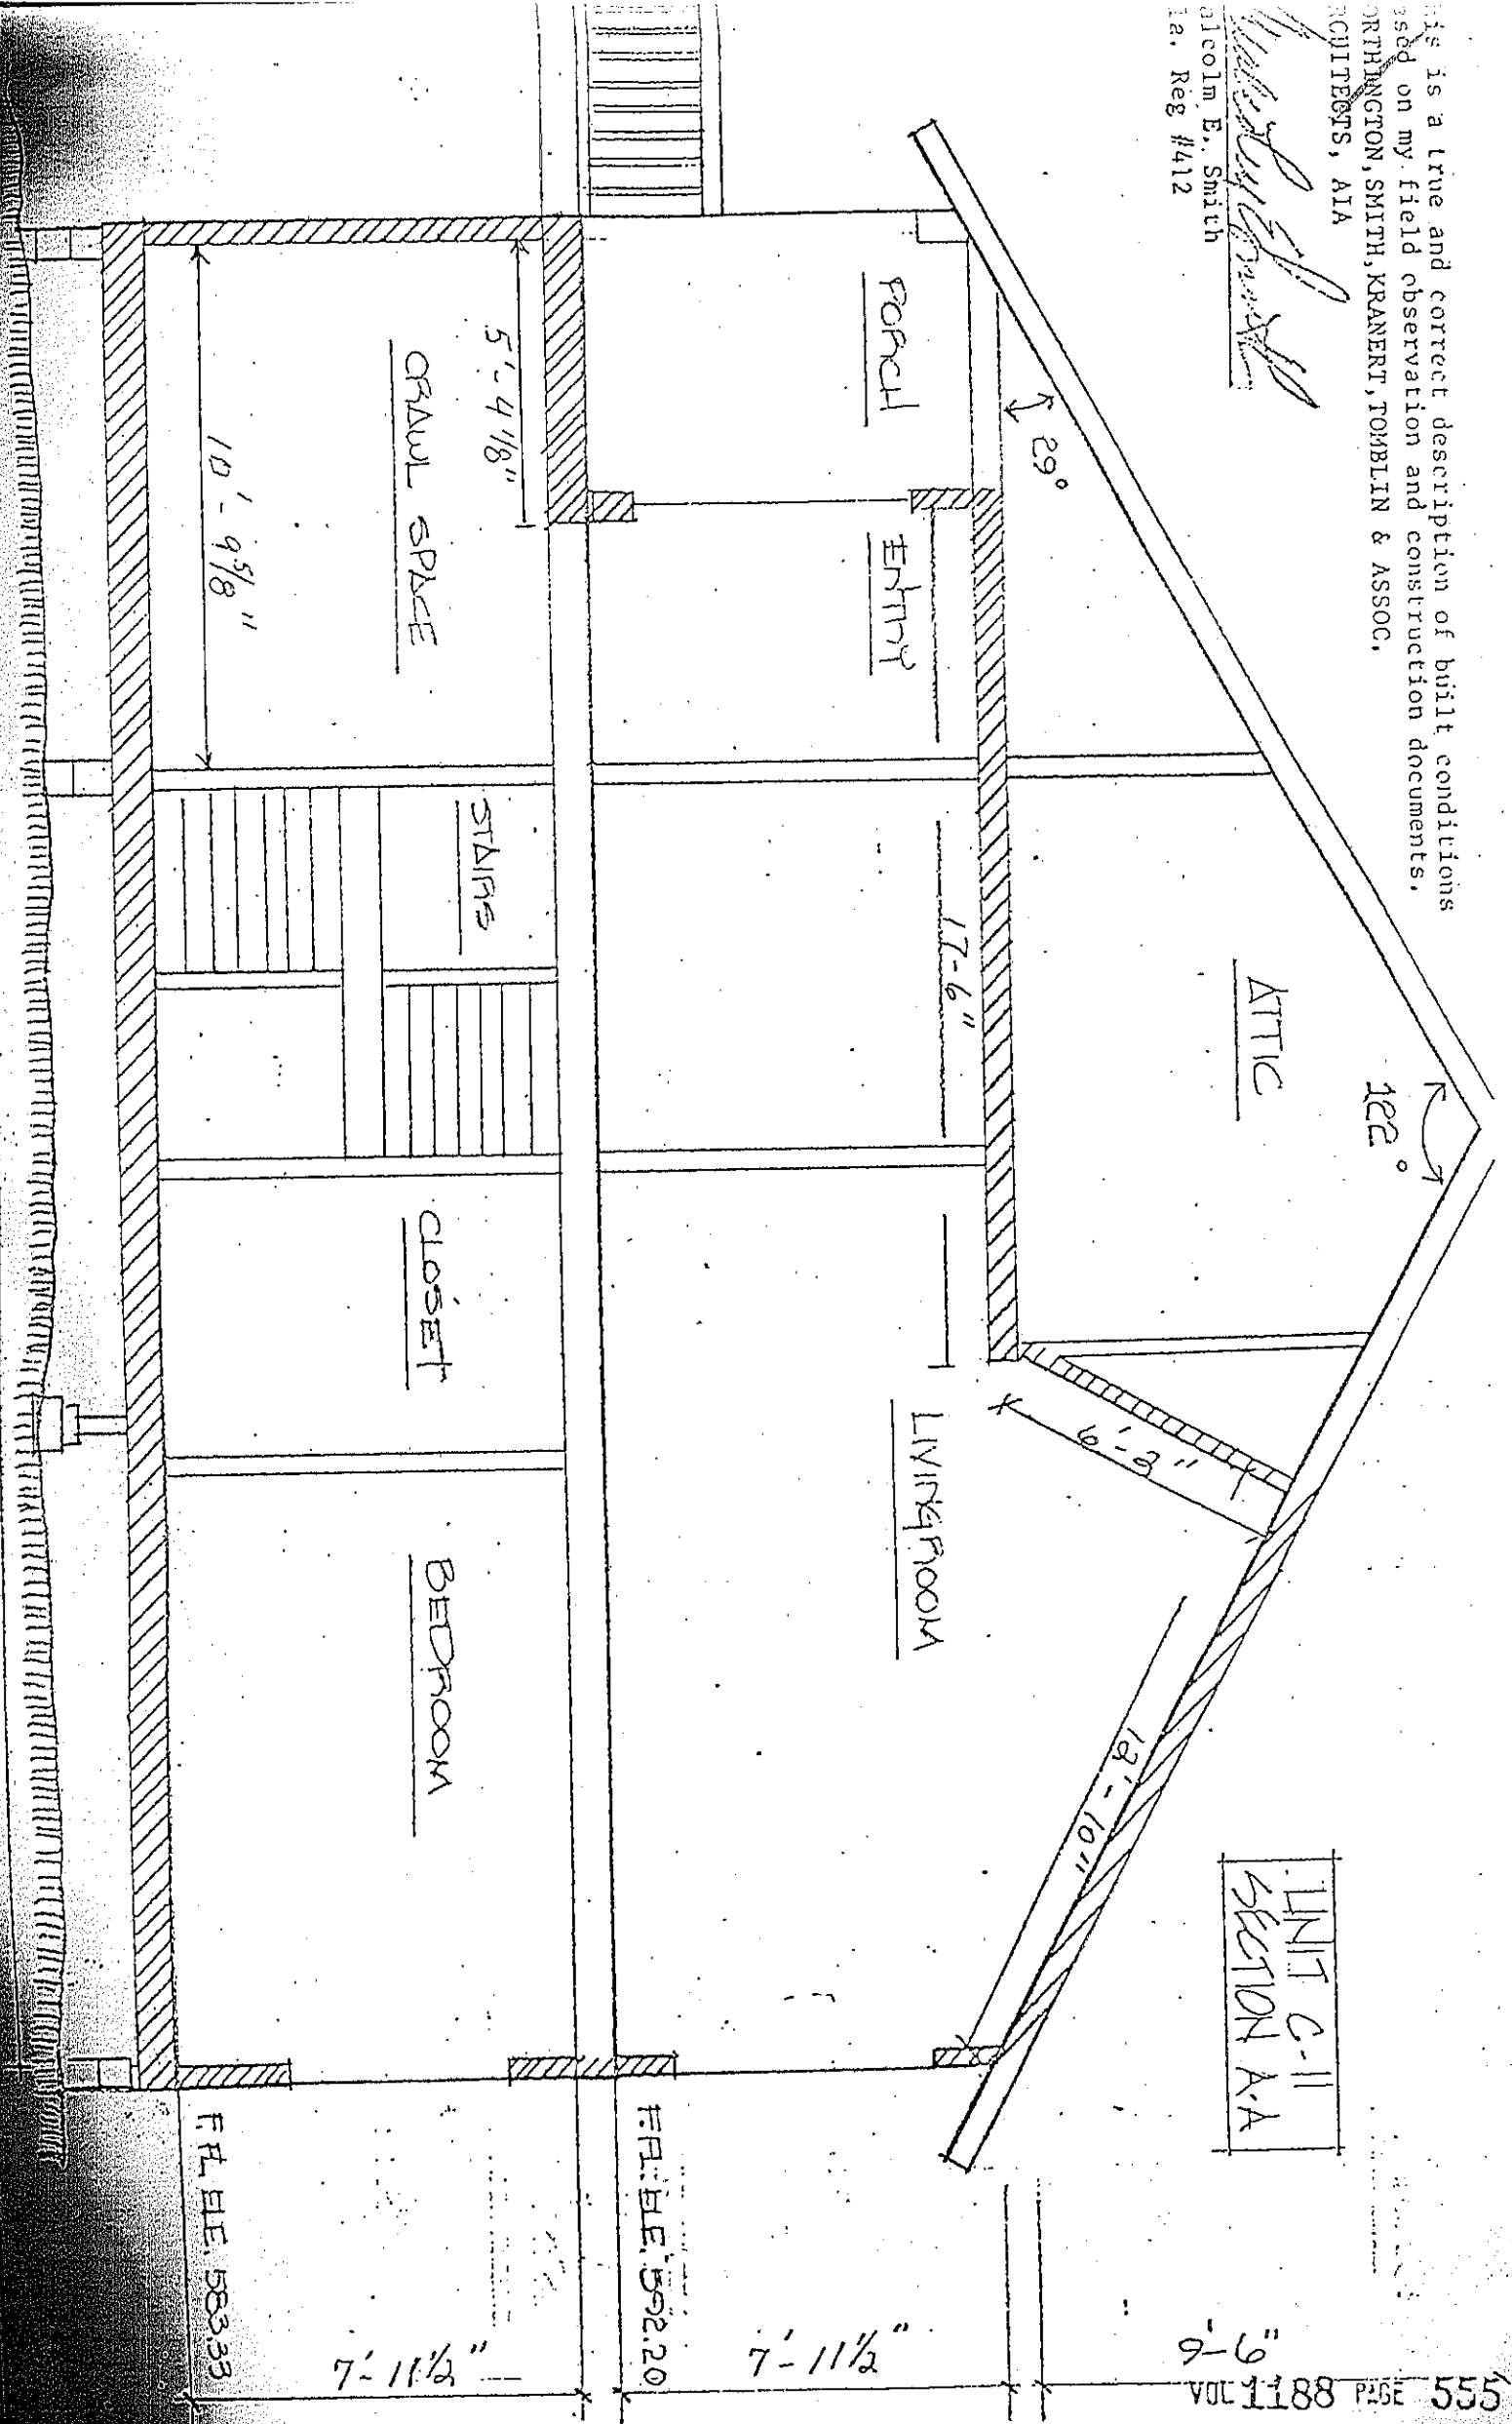 is is a true and correct description of built conditions
ased on my field observation and construction documents.
ORTHINGTON, SMITH, KRANERT, TOMBLIN & ASSOC.
RCUITECTS, AIA
alcolm E. Smith
la. Reg #412
UNIT C-11
SECTION A·A
122°
ATTIC
29°
6'-3"
12'-10"
17'-6"
PORCH
ENTRY
LIVINGROOM
5'-4 1/8"
CRAWL SPACE
STAIRS
CLOSET
BEDROOM
10'-9 5/8"
9'-6"
7'-11 1/2"
F.FL. ELE. 592.20
7'-11 1/2"
F.FL. ELE. 583.33
VOL 1188 PAGE 555